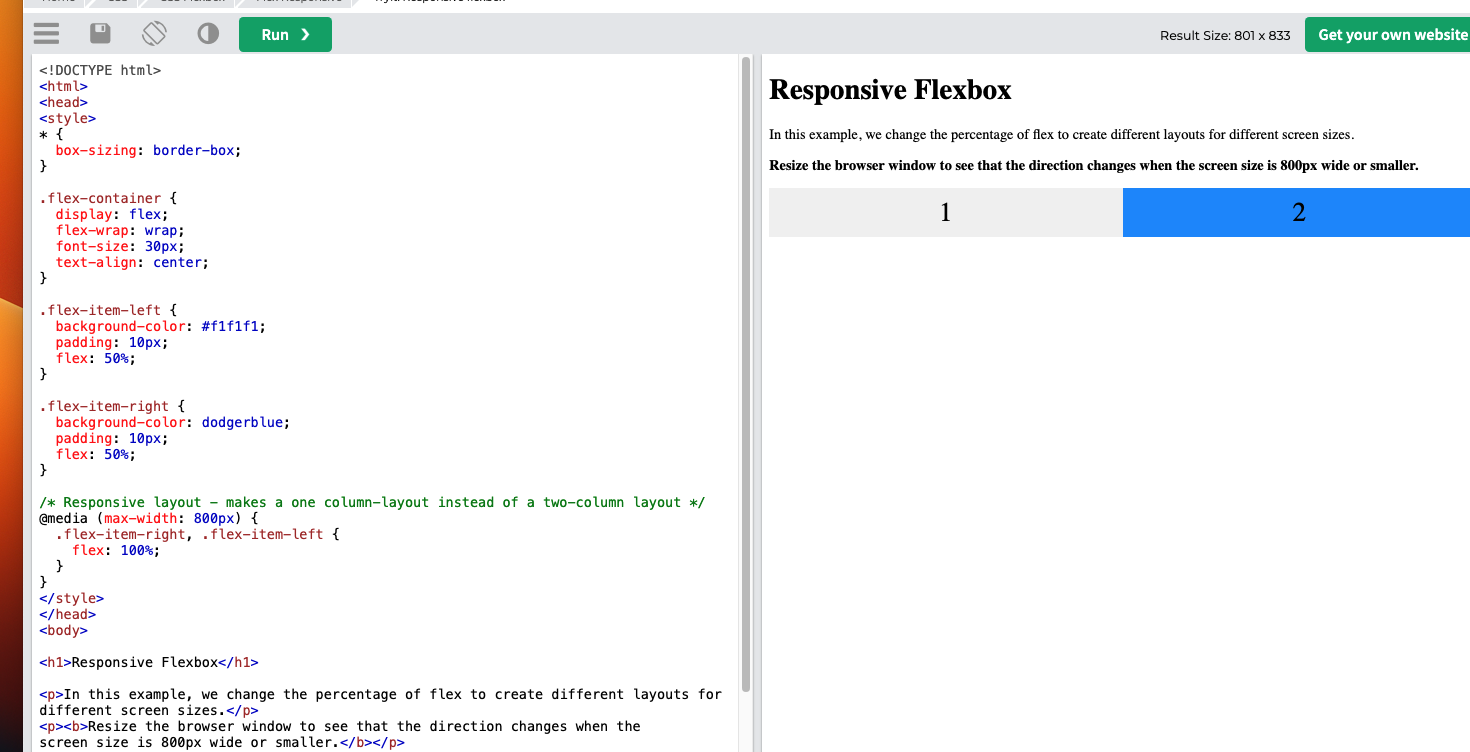 Run ❯
Result Size: 801 x 833
Get your own website
<!DOCTYPE html>
<html>
<head>
<style>
* {
  box-sizing: border-box;
}
.flex-container {
  display: flex;
  flex-wrap: wrap;
  font-size: 30px;
  text-align: center;
}
.flex-item-left {
  background-color: #f1f1f1;
  padding: 10px;
  flex: 50%;
}
.flex-item-right {
  background-color: dodgerblue;
  padding: 10px;
  flex: 50%;
}
/* Responsive layout - makes a one column-layout instead of a two-column layout */
@media (max-width: 800px) {
  .flex-item-right, .flex-item-left {
    flex: 100%;
  }
}
</style>
</head>
<body>
<h1>Responsive Flexbox</h1>
<p>In this example, we change the percentage of flex to create different layouts for
different screen sizes.</p>
<p><b>Resize the browser window to see that the direction changes when the
screen size is 800px wide or smaller.</b></p>
Responsive Flexbox
In this example, we change the percentage of flex to create different layouts for different screen sizes.
Resize the browser window to see that the direction changes when the screen size is 800px wide or smaller.
1
2